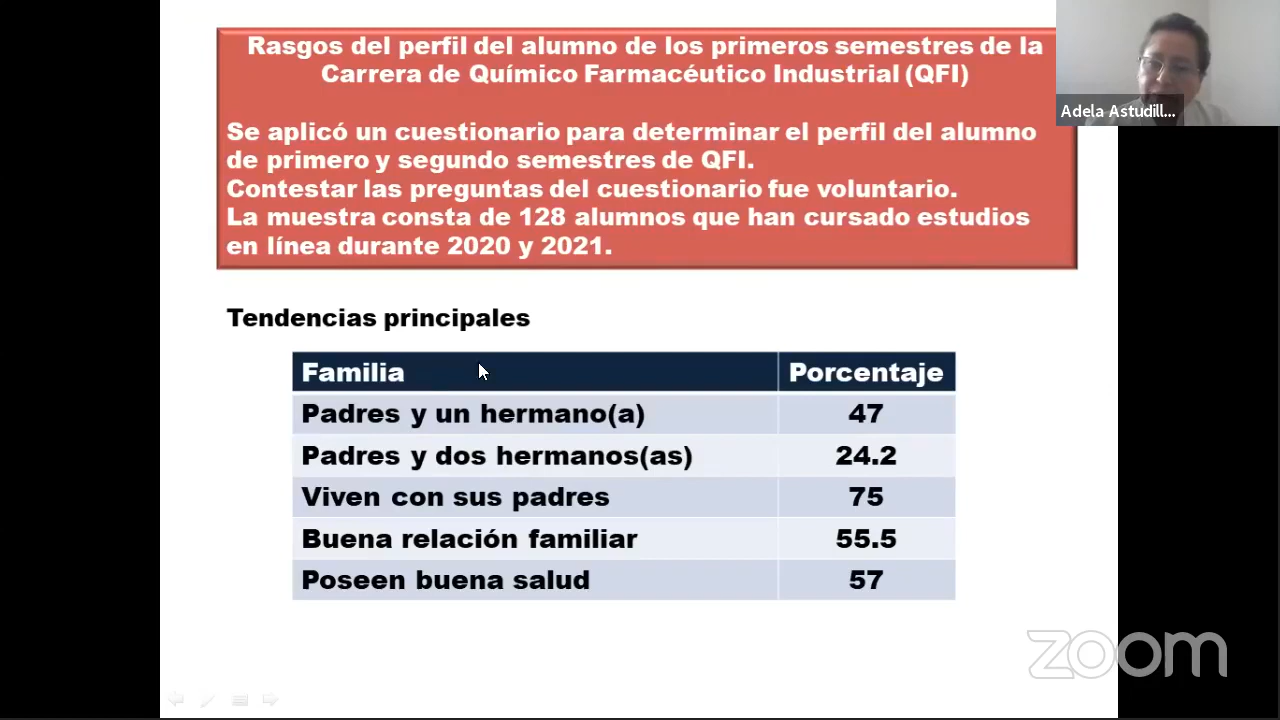 Rasgos del perfil del alumno de los primeros semestres de la
Carrera de Químico Farmacéutico Industrial (QFI)
Se aplicó un cuestionario para determinar el perfil del alumno
de primero y segundo semestres de QFI.
Contestar las preguntas del cuestionario fue voluntario.
La muestra consta de 128 alumnos que han cursado estudios
en línea durante 2020 y 2021.
Adela Astudill...
Tendencias principales
Familia Porcentaje
Padres y un hermano(a) 47
Padres y dos hermanos(as) 24.2
Viven con sus padres 75
Buena relación familiar 55.5
Poseen buena salud 57
zoom